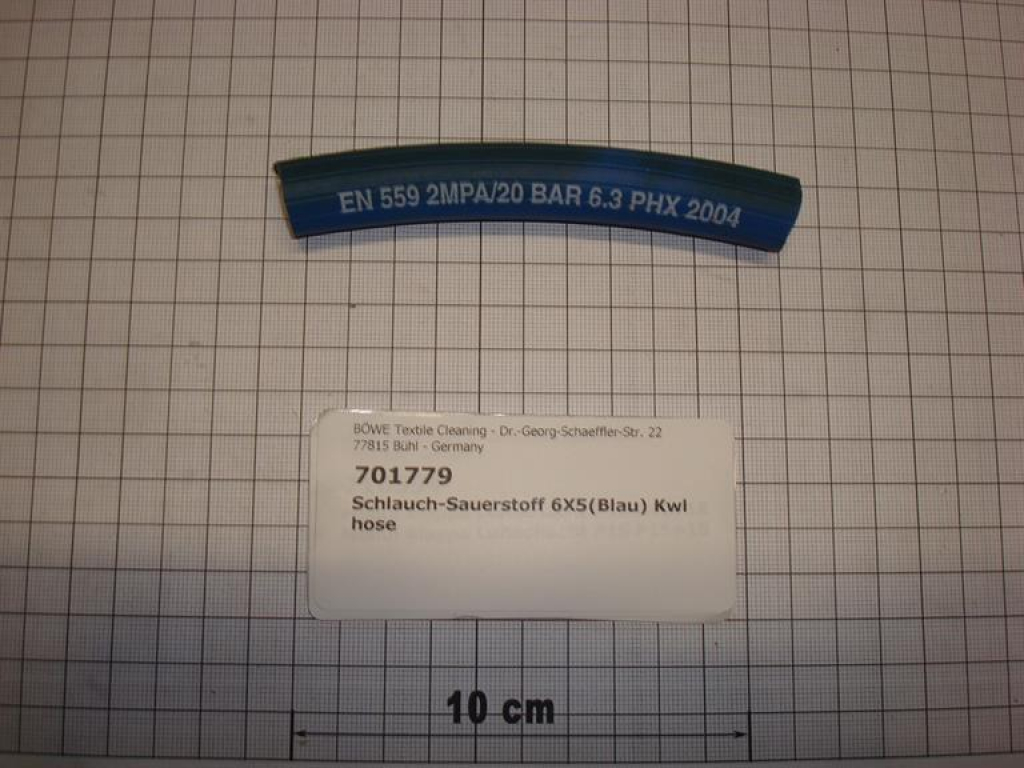 EN 559 2MPA/20 BAR 6.3 PHX 2004
BÖWE Textile Cleaning - Dr.-Georg-Schaeffler-Str. 22
77815 Bühl - Germany
701779
Schlauch-Sauerstoff 6X5(Blau) Kwl
hose
10 cm